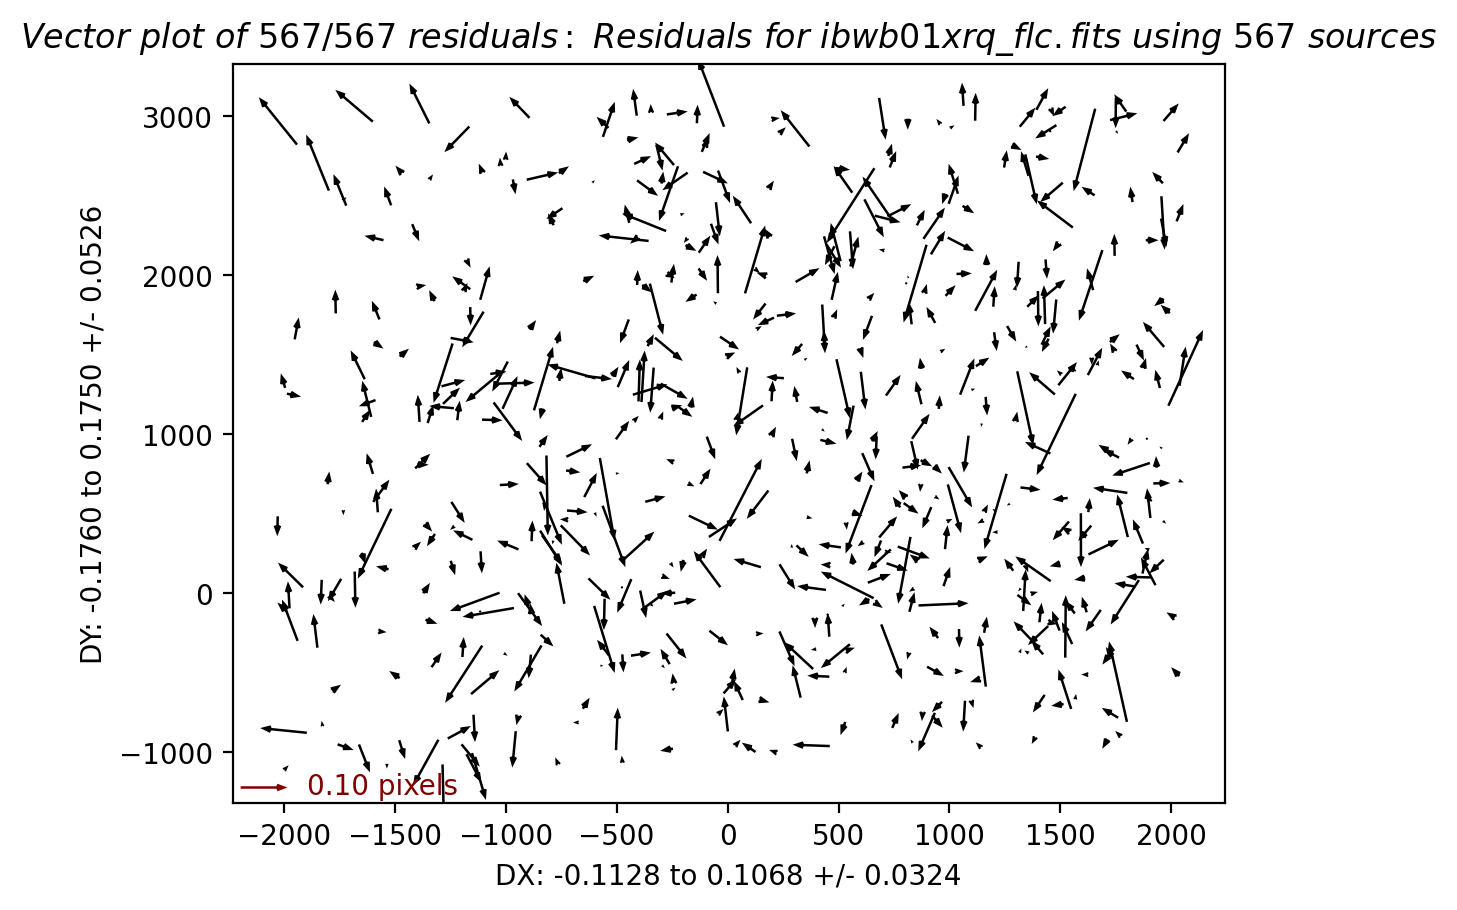 Vector plot of 567/567 residuals: Residuals for ibwb01xrq_flc.fits using 567 sources
3000
2000
1000
0
−1000
DY: -0.1760 to 0.1750 +/- 0.0526
0.10 pixels
−2000 −1500 −1000 −500 0 500 1000 1500 2000
DX: -0.1128 to 0.1068 +/- 0.0324